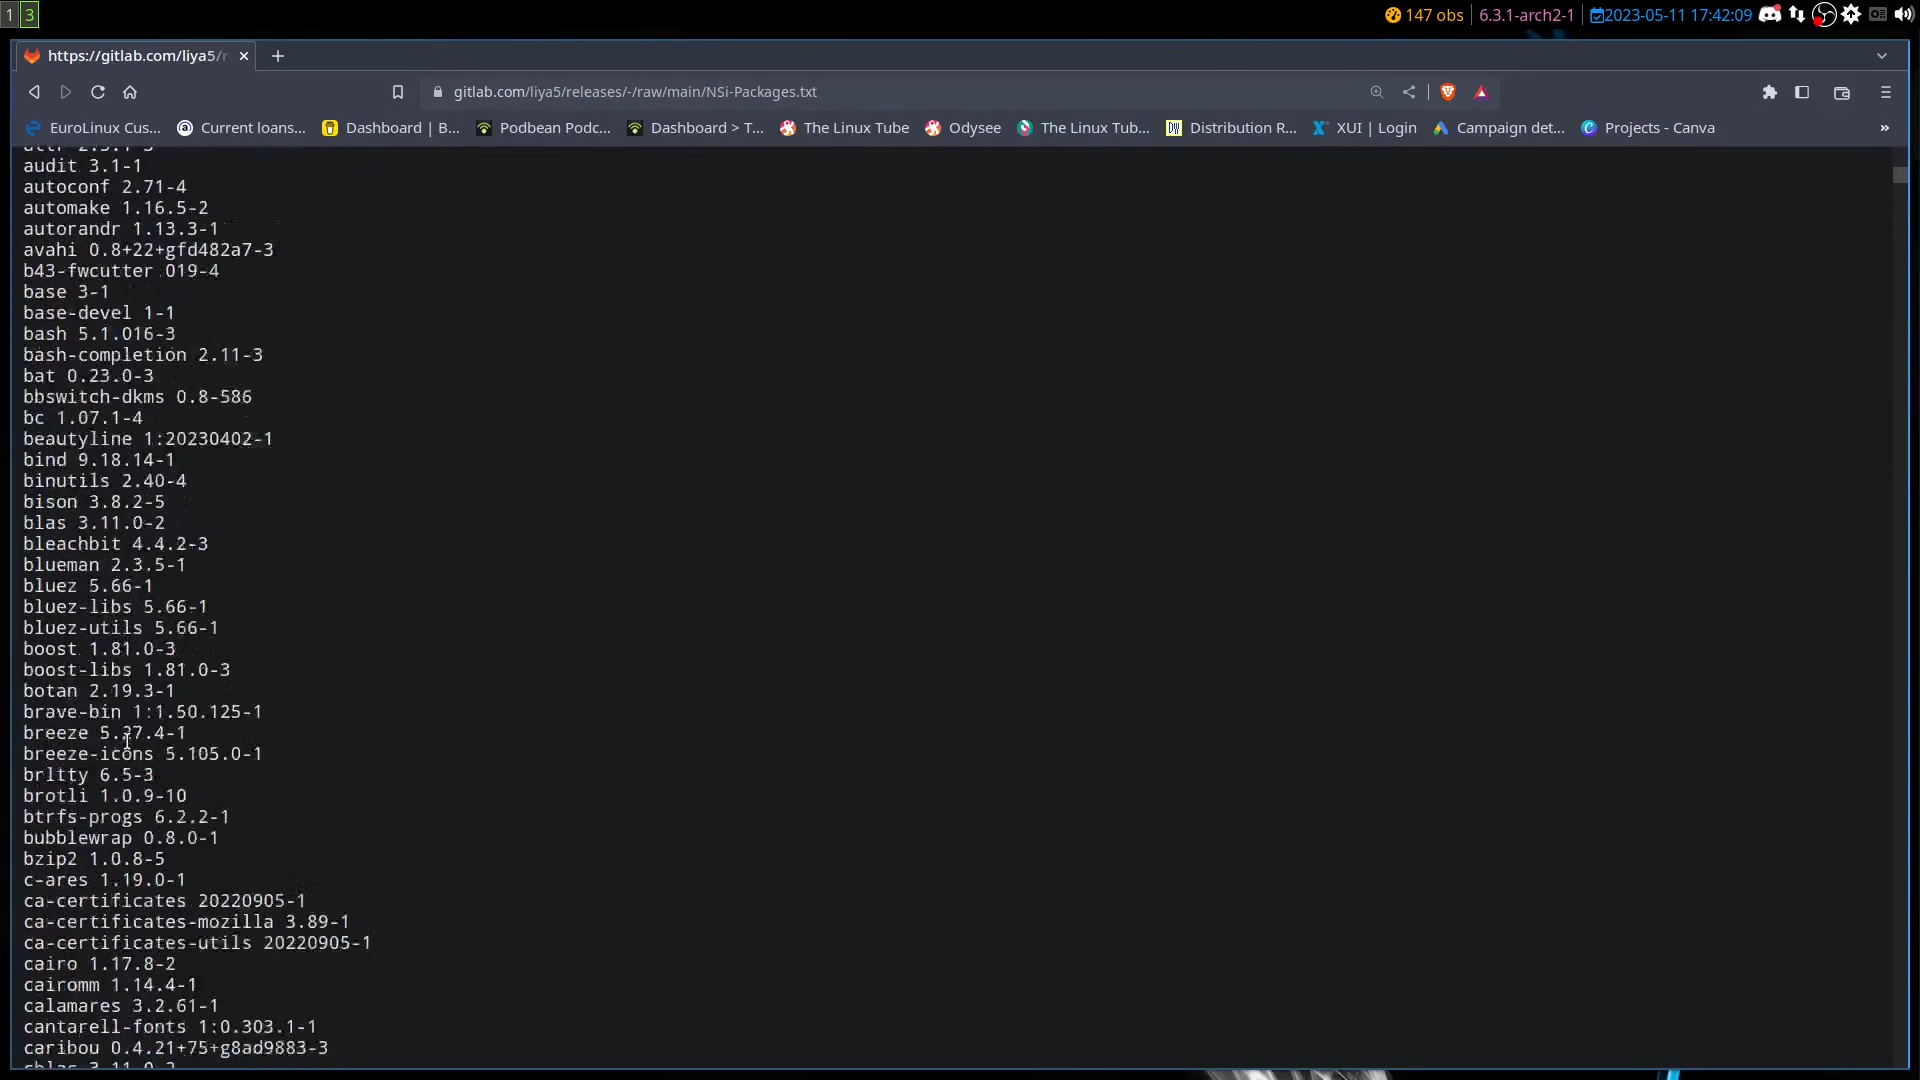 1 3 147 obs 6.3.1-arch2-1 2023-05-11 17:42:09
https://gitlab.com/liya5/r
gitlab.com/liya5/releases/-/raw/main/NSi-Packages.txt
EuroLinux Cus... Current loans... Dashboard | B... Podbean Podc... Dashboard > T... The Linux Tube Odysee The Linux Tub... Distribution R... XUI | Login Campaign det... Projects - Canva »
audit 3.1-1
autoconf 2.71-4
automake 1.16.5-2
autorandr 1.13.3-1
avahi 0.8+22+gfd482a7-3
b43-fwcutter 019-4
base 3-1
base-devel 1-1
bash 5.1.016-3
bash-completion 2.11-3
bat 0.23.0-3
bbswitch-dkms 0.8-586
bc 1.07.1-4
beautyline 1:20230402-1
bind 9.18.14-1
binutils 2.40-4
bison 3.8.2-5
blas 3.11.0-2
bleachbit 4.4.2-3
blueman 2.3.5-1
bluez 5.66-1
bluez-libs 5.66-1
bluez-utils 5.66-1
boost 1.81.0-3
boost-libs 1.81.0-3
botan 2.19.3-1
brave-bin 1:1.50.125-1
breeze 5.27.4-1
breeze-icons 5.105.0-1
brltty 6.5-3
brotli 1.0.9-10
btrfs-progs 6.2.2-1
bubblewrap 0.8.0-1
bzip2 1.0.8-5
c-ares 1.19.0-1
ca-certificates 20220905-1
ca-certificates-mozilla 3.89-1
ca-certificates-utils 20220905-1
cairo 1.17.8-2
cairomm 1.14.4-1
calamares 3.2.61-1
cantarell-fonts 1:0.303.1-1
caribou 0.4.21+75+g8ad9883-3